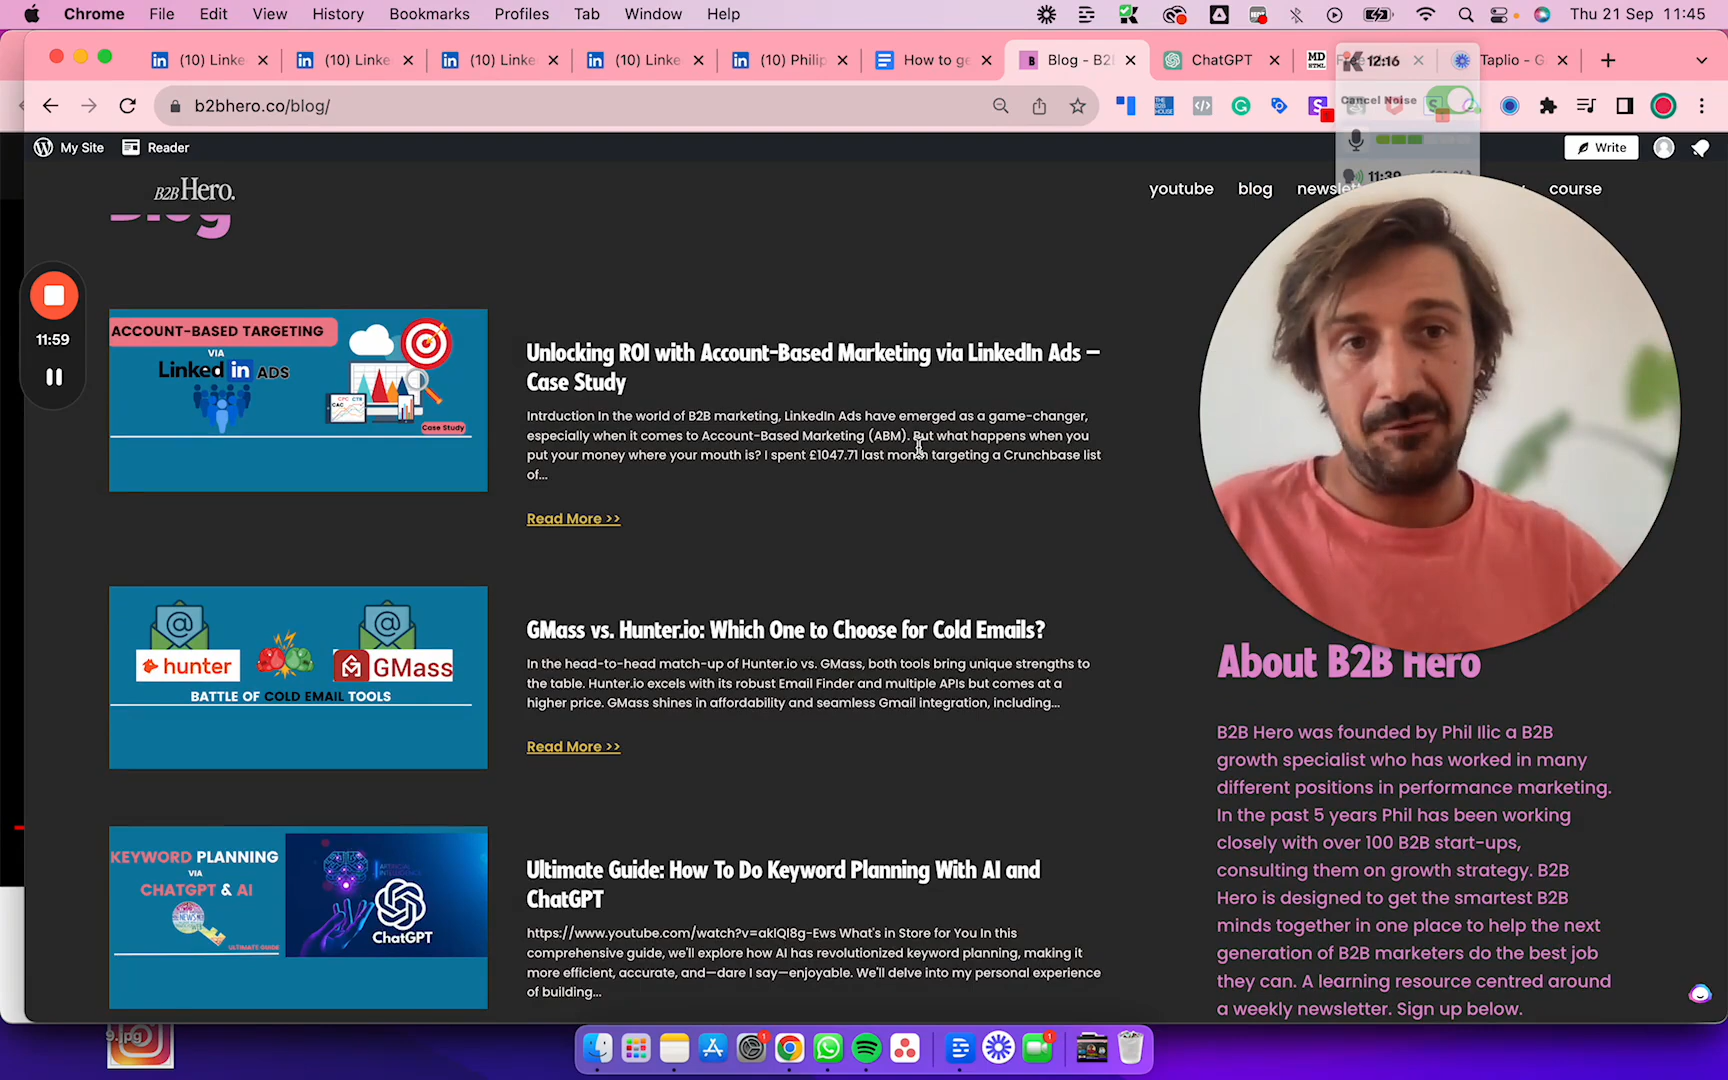 Chrome File Edit View History Bookmarks Profiles Tab Window Help Thu 21 Sep 11:45
(10) Linke (10) Linke (10) Linke (10) Linke (10) Philip How to ge Blog - B2I ChatGPT 12:16 Taplio - G
b2bhero.co/blog/
Cancel Noise
My Site Reader Write
11:39
B2B Hero. youtube blog newslett course
Blog
11:59
ACCOUNT-BASED TARGETING
VIA
Linked in ADS
CPC CTR
CAC
Case Study
Unlocking ROI with Account-Based Marketing via LinkedIn Ads –
Case Study
Intrduction In the world of B2B marketing, LinkedIn Ads have emerged as a game-changer,
especially when it comes to Account-Based Marketing (ABM). But what happens when you
put your money where your mouth is? I spent £1047.71 last month targeting a Crunchbase list
of...
Read More >>
hunter GMass
BATTLE OF COLD EMAIL TOOLS
GMass vs. Hunter.io: Which One to Choose for Cold Emails?
In the head-to-head match-up of Hunter.io vs. GMass, both tools bring unique strengths to
the table. Hunter.io excels with its robust Email Finder and multiple APIs but comes at a
higher price. GMass shines in affordability and seamless Gmail integration, including...
Read More >>
KEYWORD PLANNING
VIA
CHATGPT & AI
NEWS
ULTIMATE-GUIDE
ChatGPT
Ultimate Guide: How To Do Keyword Planning With AI and
ChatGPT
https://www.youtube.com/watch?v=aklQI8g-Ews What's in Store for You In this
comprehensive guide, we'll explore how AI has revolutionized keyword planning, making it
more efficient, accurate, and—dare I say—enjoyable. We'll delve into my personal experience
of building...
About B2B Hero
B2B Hero was founded by Phil Ilic a B2B
growth specialist who has worked in many
different positions in performance marketing.
In the past 5 years Phil has been working
closely with over 100 B2B start-ups,
consulting them on growth strategy. B2B
Hero is designed to get the smartest B2B
minds together in one place to help the next
generation of B2B marketers do the best job
they can. A learning resource centred around
a weekly newsletter. Sign up below.
9.jpg